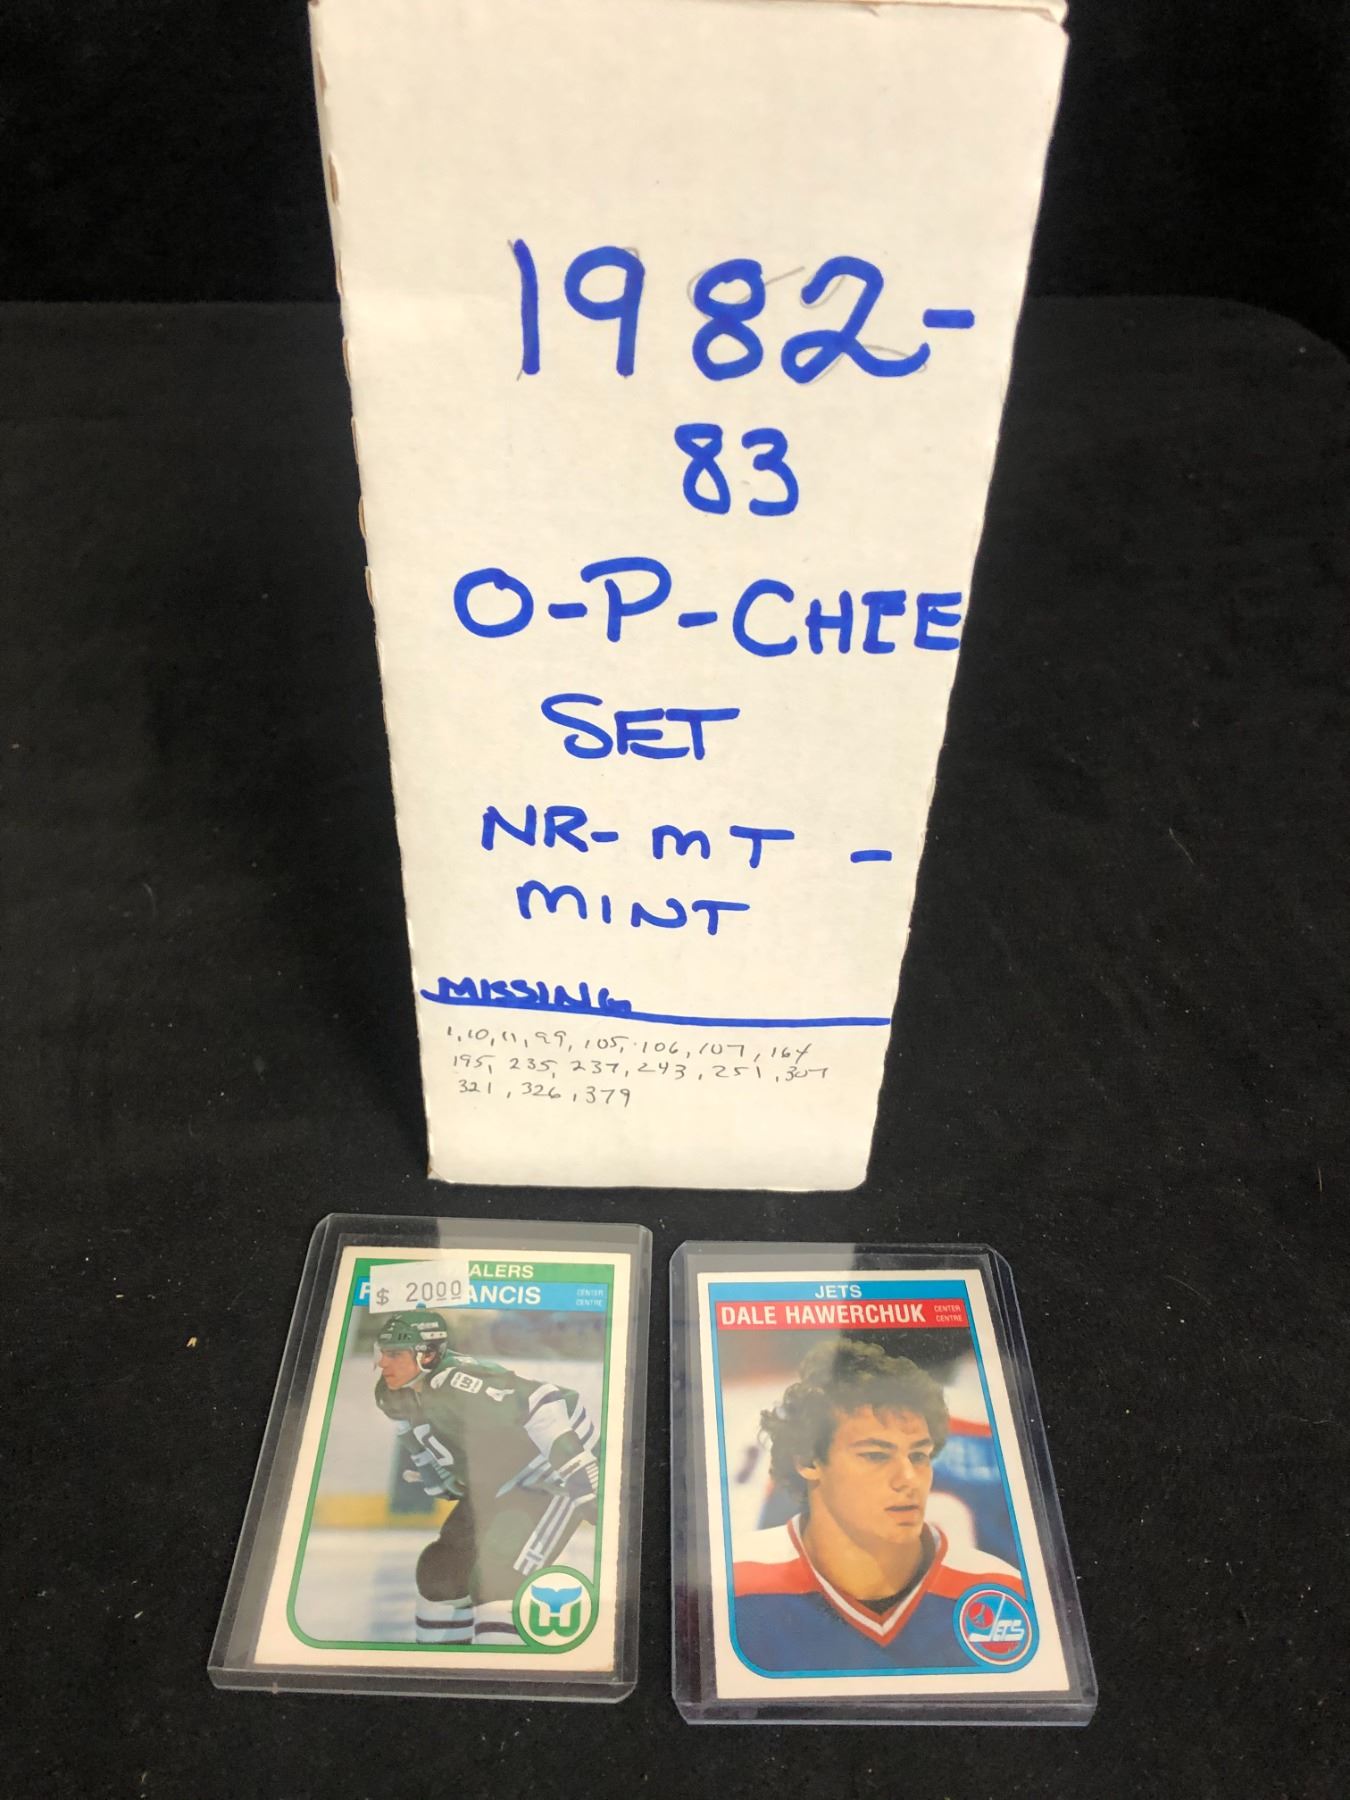 1982-
83
O-P-CHEE
SET
NR-MT -
MINT
MISSING
1, 10, 11, 99, 105, 106, 107, 164
195, 235, 237, 243, 251, 307
321, 326, 379
ALERS
$ 20.00
ANCIS
CENTER
CENTRE
JETS
DALE HAWERCHUK
CENTER
CENTRE
JETS